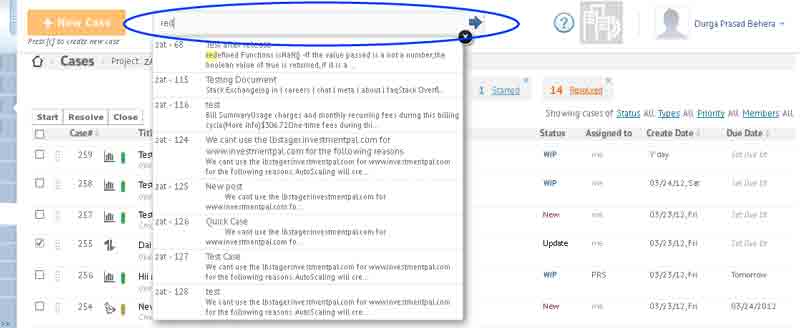 + New Case
Press [c] to create new case
red
?
Durga Prasad Behera
Cases
Project: ZA
1 Started
14 Resolved
Showing cases of Status All, Types All, Priority All, Members All
Start Resolve Close
Case# Titl Status Assigned to Create Date Due Date
259 Test WIP me Y'day Set Due Dt
258 Test WIP me 03/24/12,Sat Set Due Dt
257 Test New me 03/23/12,Fri Set Due Dt
255 Dai Update me 03/23/12,Fri Set Due Dt
256 Hi a WIP PRS 03/23/12,Fri Tomorrow
254 New New me 03/23/12,Fri 03/24/2012
zat - 68 Test after release
redefined Functions isNaN() -If the value passed is a not a number,the
boolean value of true is returned,if it is a ...
zat - 115 Testing Document
Stack Exchangelog in | careers | chat | meta | about | faqStack Overfl...
zat - 116 test
Bill SummaryUsage charges and monthly recurring fees during this billing
cycle(More info)$306.72One-time fees during thi...
zat - 124 We cant use the lbstager.investmentpal.com for
www.investmentpal.com for the following reasons
We cant use the lbstager.investmentpal.com for www.investmentpal.com
for the following reasons. AutoScaling will cre...
zat - 125 New post
We cant use the lbstager.investmentpal.com for
www.investmentpal.com fo...
zat - 126 Quick Case
We cant use the lbstager.investmentpal.com for
www.investmentpal.com fo...
zat - 127 Test Case
We cant use the lbstager.investmentpal.com for www.investmentpal.com
for the following reasons. AutoScaling will cre...
zat - 128 test
We cant use the lbstager.investmentpal.com for www.investmentpal.com
for the following reasons. AutoScaling will cre...